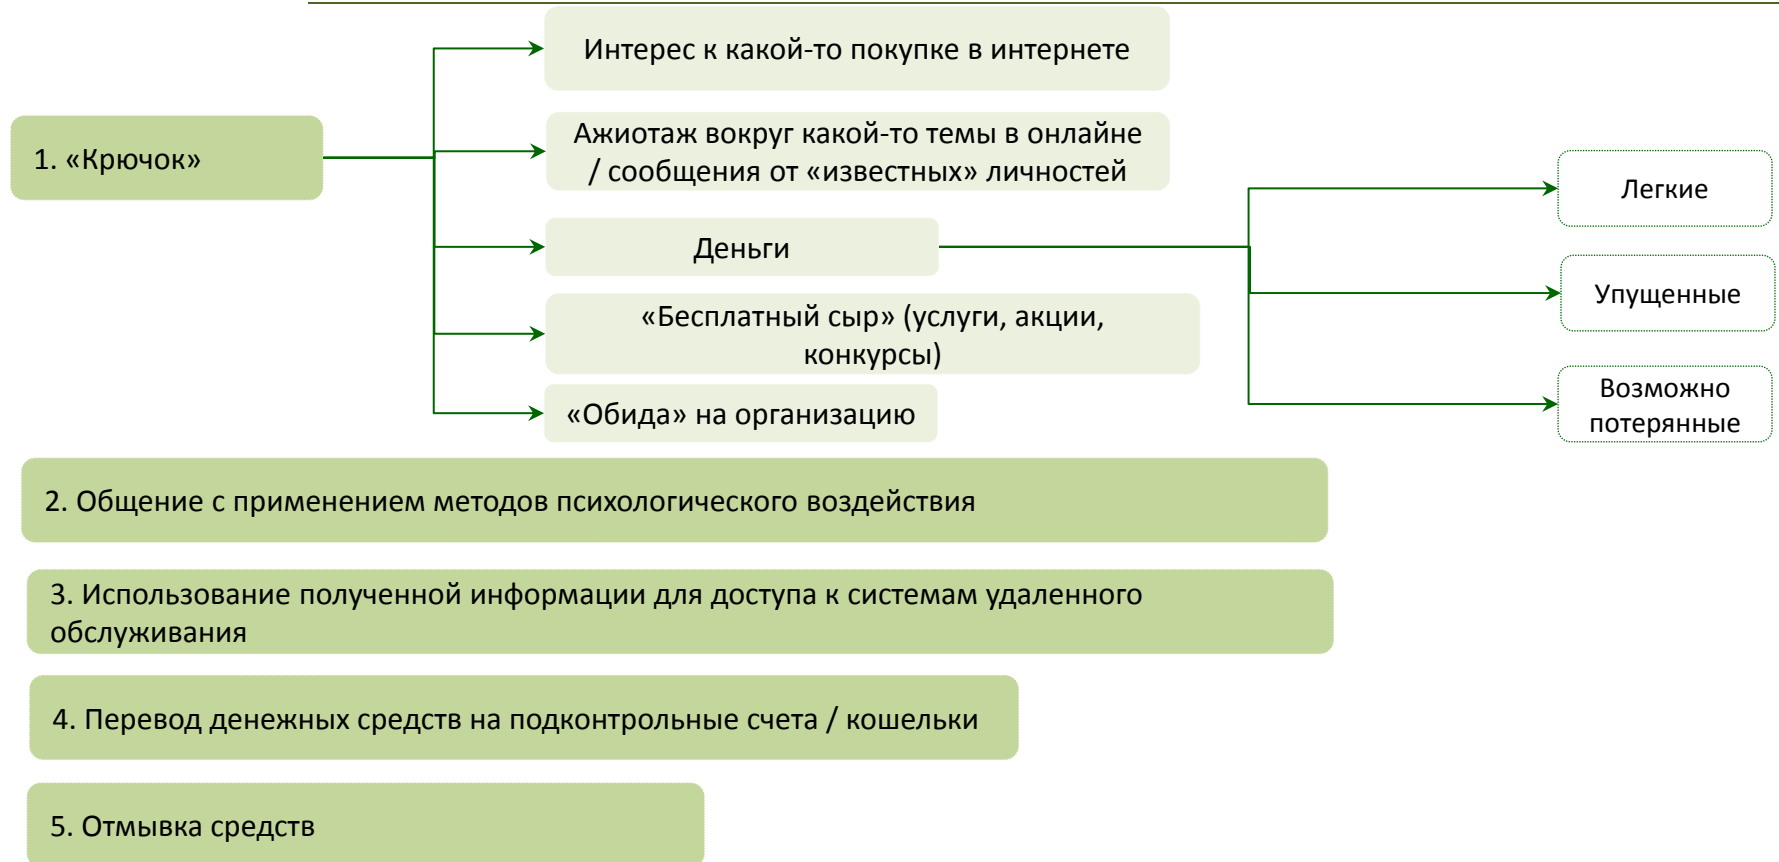 Интерес к какой-то покупке в интернете
1. «Крючок»
Ажиотаж вокруг какой-то темы в онлайне
/ сообщения от «известных» личностей
Деньги
«Бесплатный сыр» (услуги, акции,
конкурсы)
«Обида» на организацию
Легкие
Упущенные
Возможно
потерянные
2. Общение с применением методов психологического воздействия
3. Использование полученной информации для доступа к системам удаленного
обслуживания
4. Перевод денежных средств на подконтрольные счета / кошельки
5. Отмывка средств